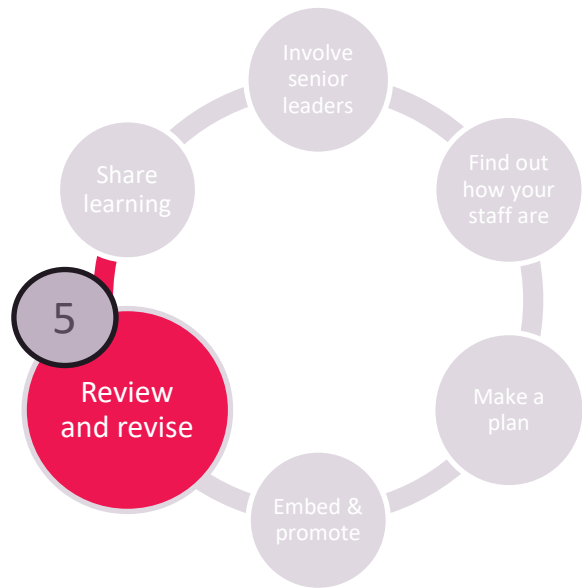 Involve
senior
leaders
Find out
how your
staff are
Make a
plan
Embed &
promote
5
Review
and revise
Share
learning